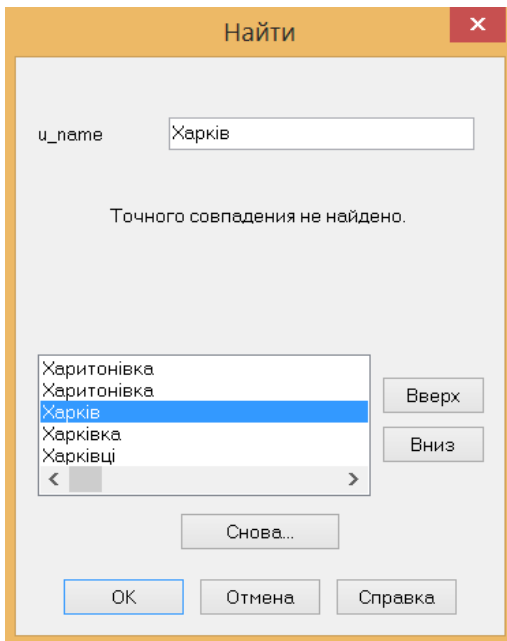 Найти
u_name Харків
Точного совпадения не найдено.
Харитонівка
Харитонівка
Харків
Харківка
Харківці
Вверх
Вниз
Снова...
OK Отмена Справка